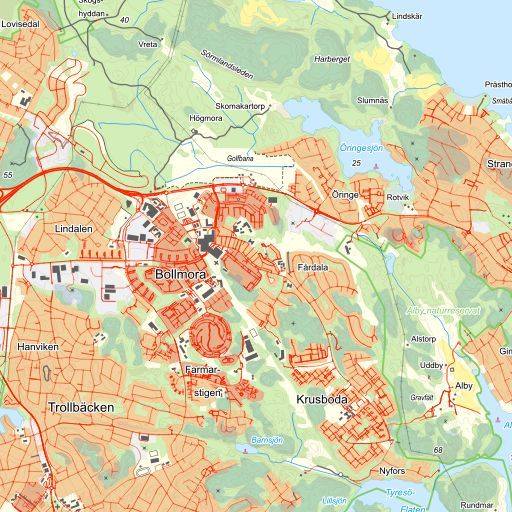 Skogs-
hyddan
40
Lindskär
Lovisedal
Vreta
Sörmlandsleden
Harberget
Prästho
Småbå
Skomakartorp
Slumnäs
Högmora
Öringesjön
25
Golfbana
Strand
55
Öringe
Rotvik
Lindalen
Bollmora
Fårdala
Alby naturreservat
Hanviken
Alstorp
Gim
Uddby
Farmar-
stigen
Alby
Krusboda
Gravfält
Trollbäcken
Barnsjön
68
Nyfors
Tyresö-
Flaten
Lillsjön
Rundmar